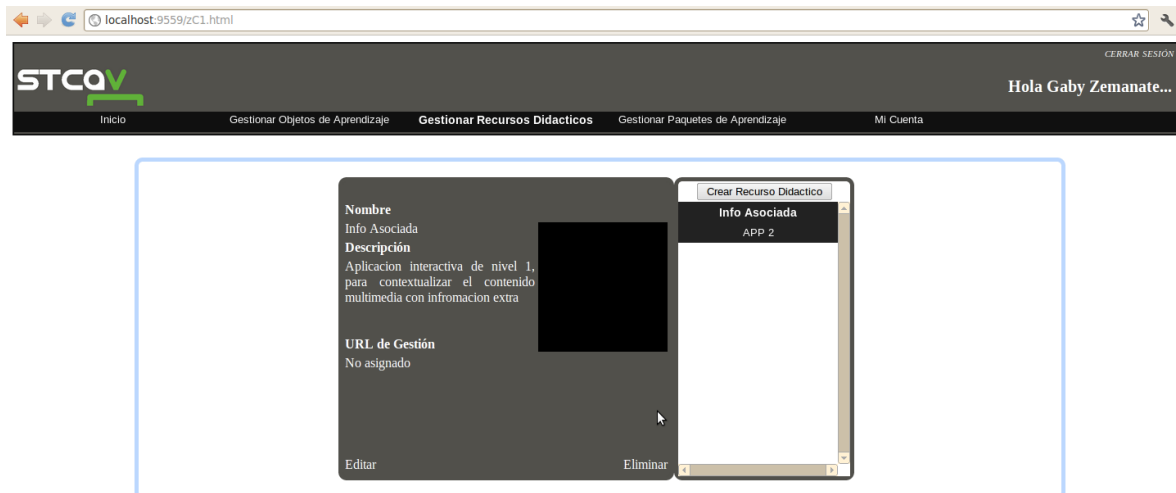 localhost:9559/zC1.html
CERRAR SESIÓN
STCAV
Hola Gaby Zemanate...
Inicio Gestionar Objetos de Aprendizaje Gestionar Recursos Didacticos Gestionar Paquetes de Aprendizaje Mi Cuenta
Crear Recurso Didactico
Nombre
Info Asociada
Descripción
Aplicacion interactiva de nivel 1,
para contextualizar el contenido
multimedia con infromacion extra
URL de Gestión
No asignado
Editar Eliminar
Info Asociada
APP 2